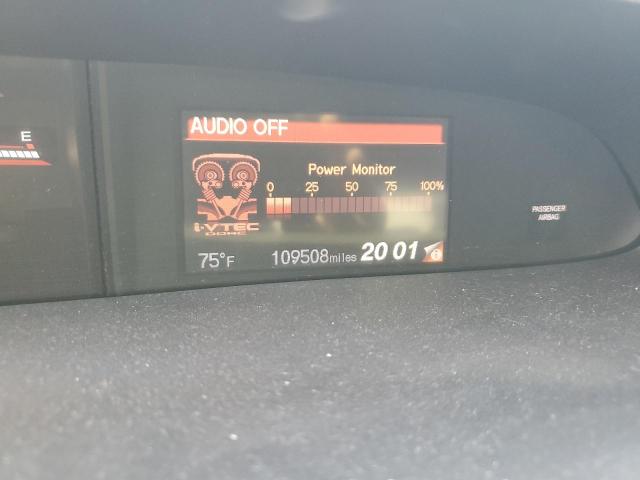 E
AUDIO OFF
Power Monitor
0 25 50 75 100%
i-VTEC
DOHC
PASSENGER
AIRBAG
75°F 109508miles 20 01